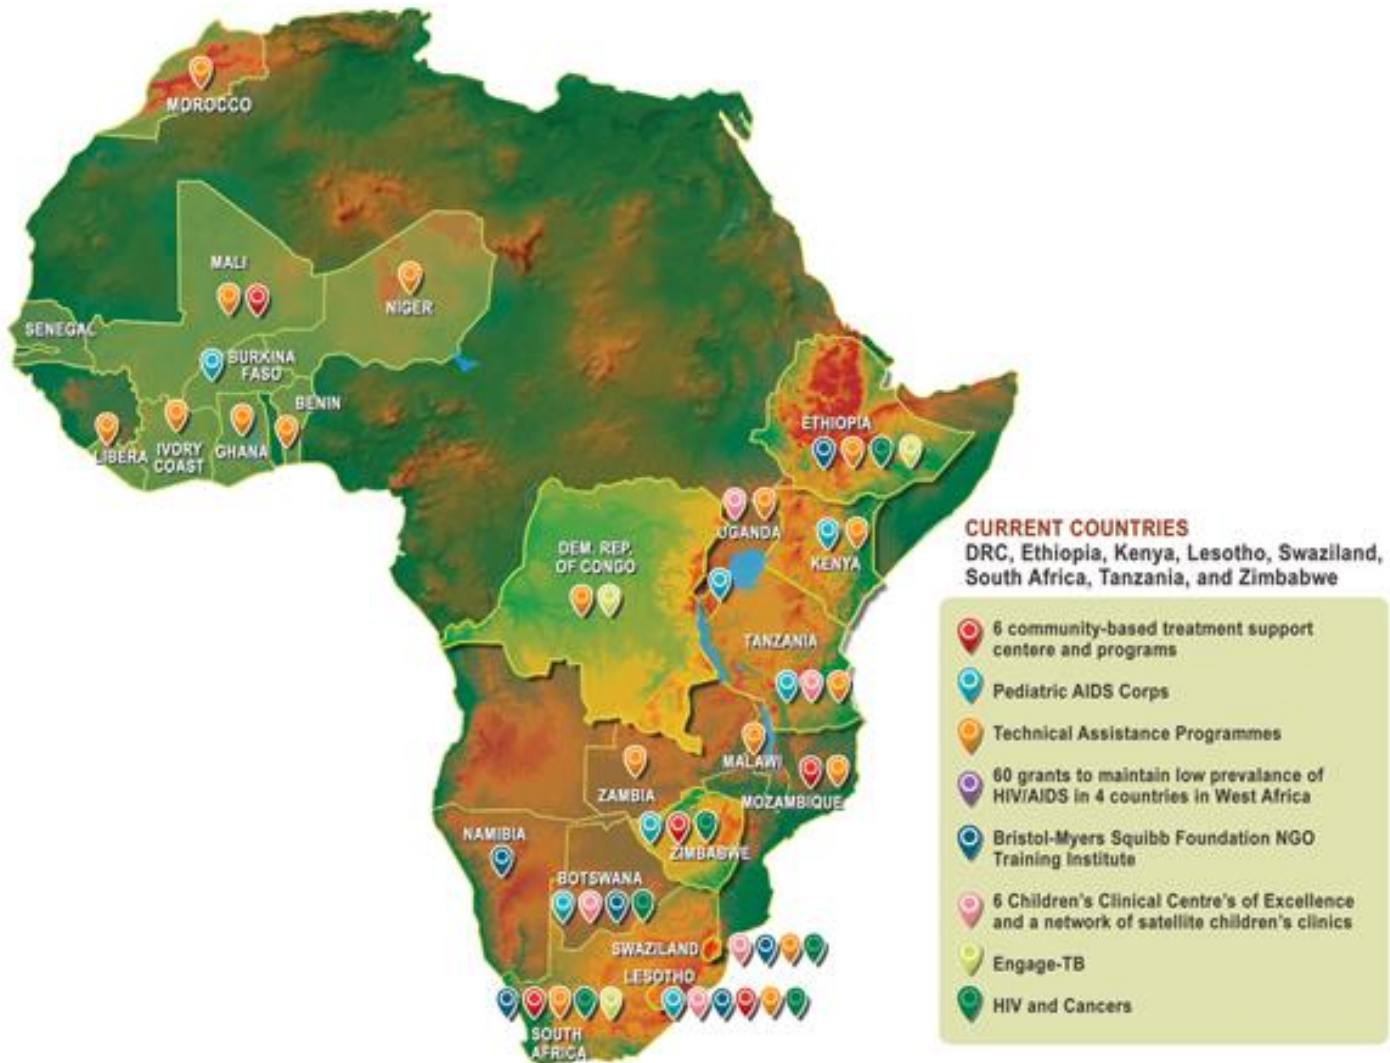 MOROCCO
MALI
NIGER
SENEGAL
BURKINA
FASO
BENIN
LIBERA
IVORY
COAST
GHANA
ETHIOPIA
UGANDA
KENYA
DEM. REP.
OF CONGO
TANZANIA
MALAWI
ZAMBIA
MOZAMBIQUE
NAMIBIA
ZIMBABWE
BOTSWANA
SWAZILAND
LESOTHO
SOUTH
AFRICA
CURRENT COUNTRIES
DRC, Ethiopia, Kenya, Lesotho, Swaziland,
South Africa, Tanzania, and Zimbabwe
6 community-based treatment support
centere and programs
Pediatric AIDS Corps
Technical Assistance Programmes
60 grants to maintain low prevalance of
HIV/AIDS in 4 countries in West Africa
Bristol-Myers Squibb Foundation NGO
Training Institute
6 Children's Clinical Centre's of Excellence
and a network of satellite children's clinics
Engage-TB
HIV and Cancers